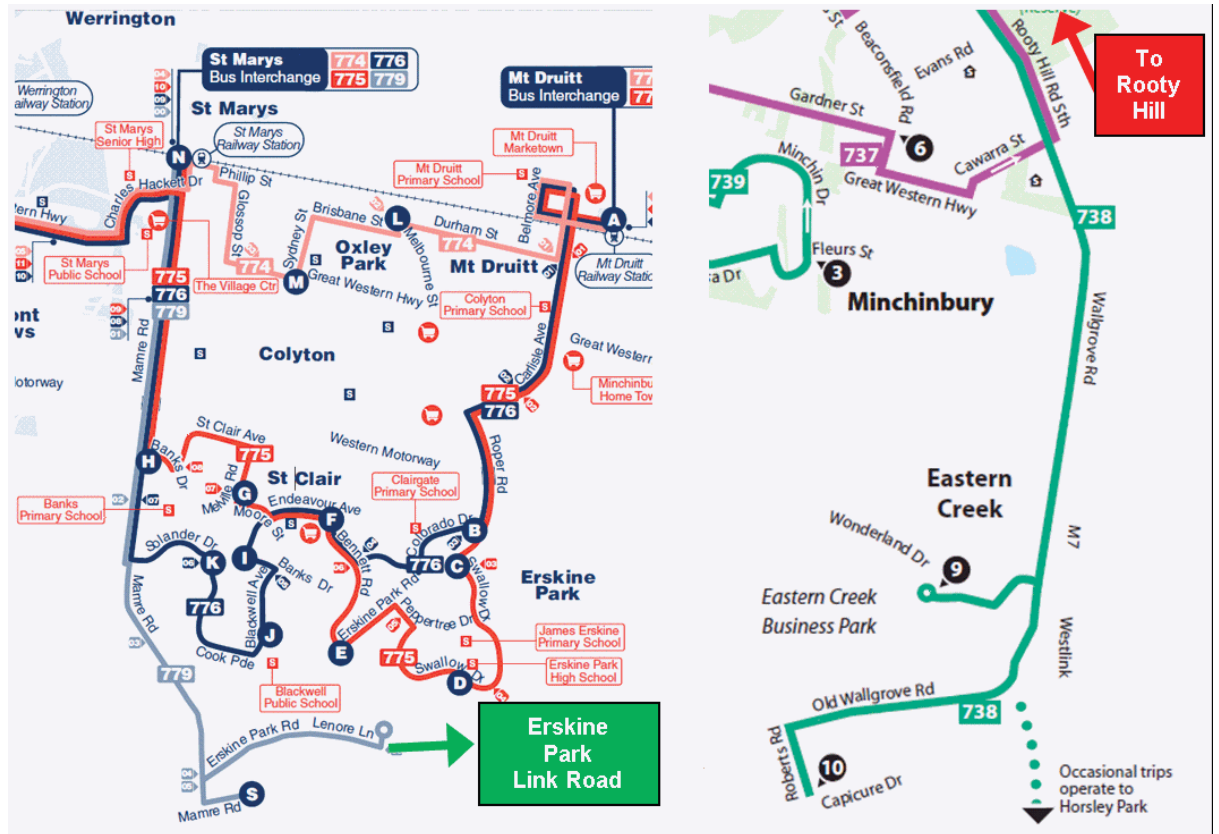 Werrington
St Marys
Bus Interchange
774 776
775 779
Mt Druitt
Bus Interchange
Werrington
Railway Station
St Marys
St Marys
Senior High
St Marys
Railway Station
Mt Druitt
Marketown
Mt Druitt
Primary School
N
Phillip St
Charles Hackett Dr
Glossop St
Sydney St
Brisbane St
L
Durham St
774
Belmore Ave
A
Oxley
Park
Melbourne St
Mt Druitt
Mt Druitt
Railway Static
St Marys
Public School
The Village Ctr
774
M
Great Western Hwy
Colyton
Primary School
775
776
779
Mamre Rd
Colyton
Carlisle Ave
Great Western
Minchinbu
Home Tow
775
776
Western Motorway
Roper Rd
St Clair Ave
775
H
Banks Dr
Melville Rd
G
St Clair
Endeavour Ave
Clairgate
Primary School
Banks
Primary School
Moore St
F
Colorado Dr
B
Solander Dr
K
I
Banks Dr
Bennett Rd
776
C
Swallow Dr
Erskine
Park
Mamre Rd
776
Blackwell Ave
J
Erskine Park Rd
Peppertree Dr
E
775
James Erskine
Primary School
Erskine Park
High School
Swallow Dr
D
Cook Pde
Blackwell
Public School
779
Erskine Park Rd
Lenore Ln
Mamre Rd
S
Erskine
Park
Link Road
To
Rooty
Hill
(Reserve)
Beaconsfield Rd
Evans Rd
Rooty Hill Rd Sth
Gardner St
6
737
Cawarra St
Great Western Hwy
739
Minchin Dr
738
Fleurs St
3
Minchinbury
Wallgrove Rd
Eastern
Creek
M7
Wonderland Dr
9
Eastern Creek
Business Park
Westlink
Old Wallgrove Rd
738
Roberts Rd
10
Capicure Dr
Occasional trips
operate to
Horsley Park